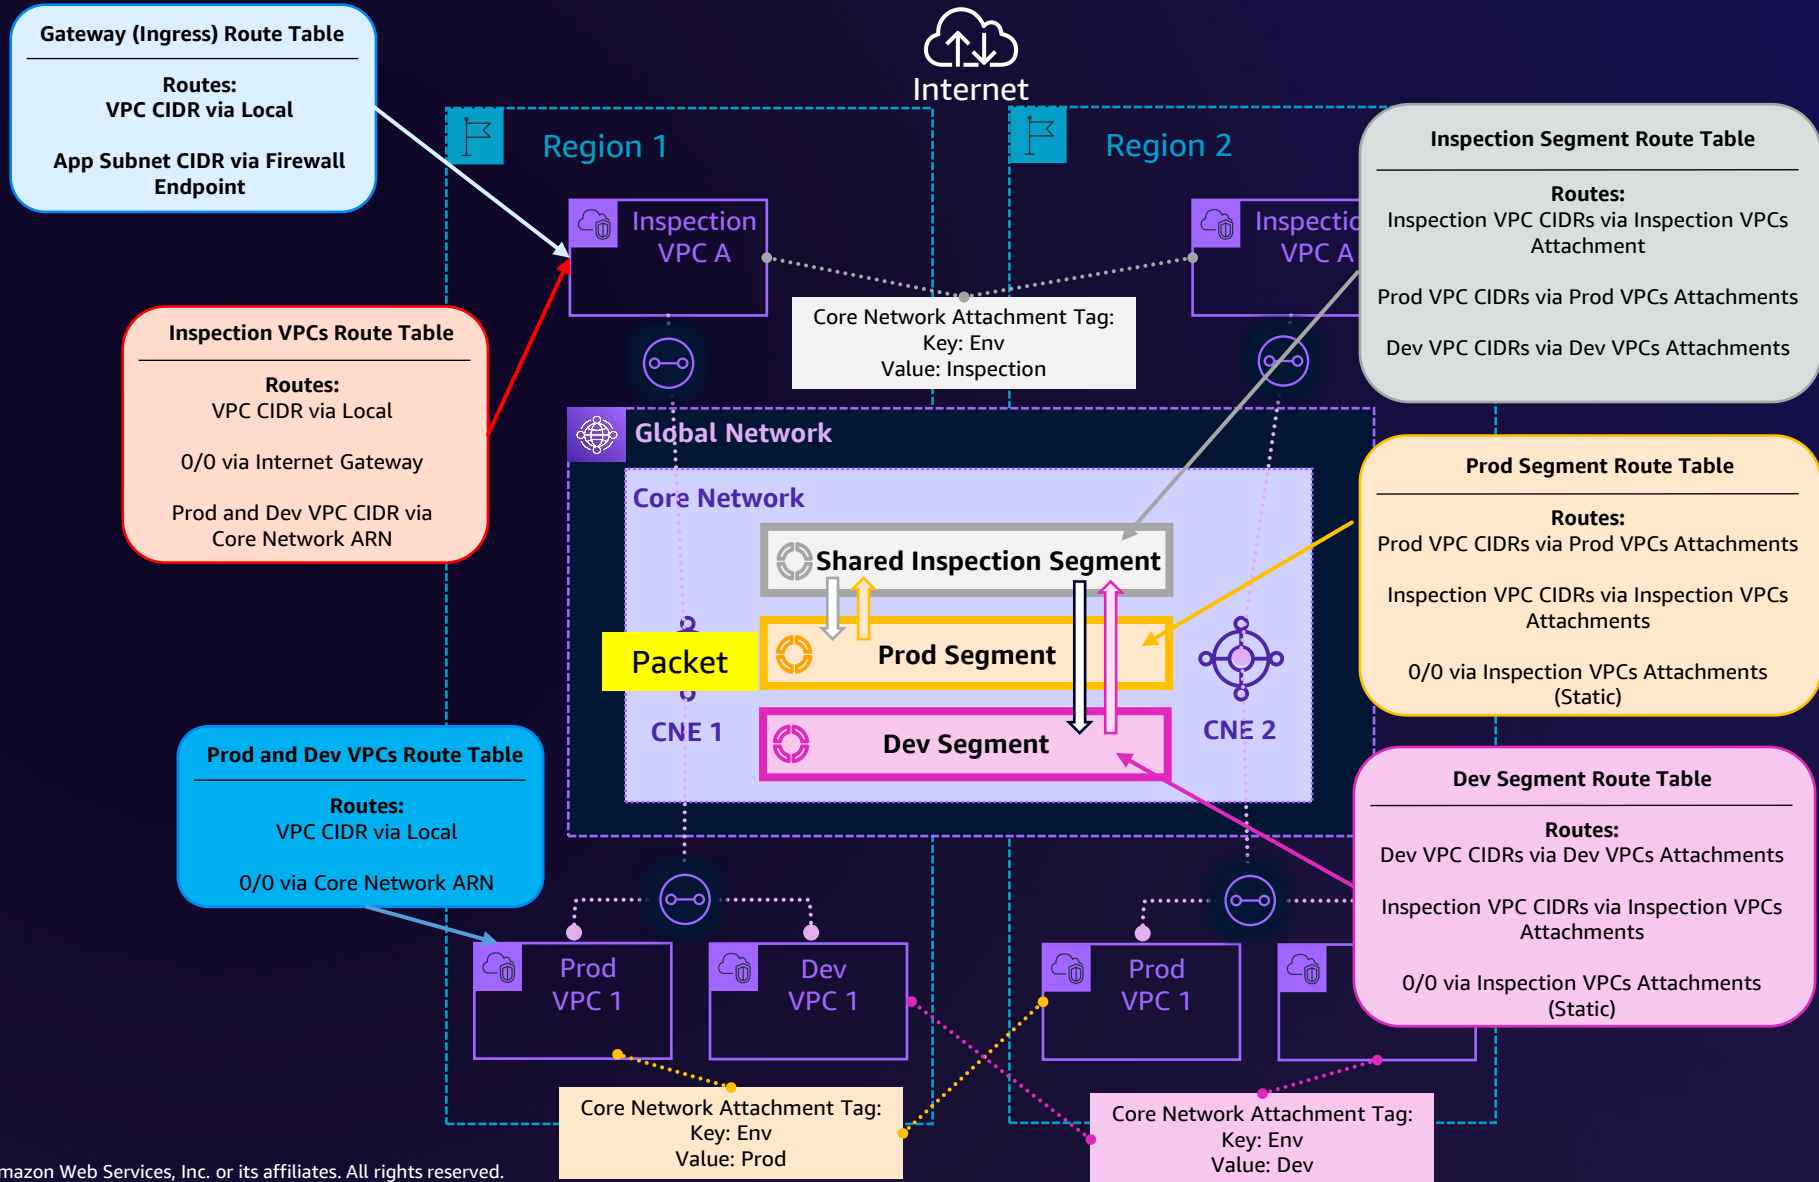 Gateway (Ingress) Route Table
Routes:
VPC CIDR via Local
App Subnet CIDR via Firewall
Endpoint
Internet
Region 1
Region 2
Inspection Segment Route Table
Routes:
Inspection VPC CIDRs via Inspection VPCs
Attachment
Prod VPC CIDRs via Prod VPCs Attachments
Dev VPC CIDRs via Dev VPCs Attachments
Inspection
VPC A
Inspectio
VPC A
Core Network Attachment Tag:
Key: Env
Value: Inspection
Inspection VPCs Route Table
Routes:
VPC CIDR via Local
0/0 via Internet Gateway
Prod and Dev VPC CIDR via
Core Network ARN
Global Network
Core Network
Shared Inspection Segment
Prod Segment
Dev Segment
Packet
CNE 1
CNE 2
Prod Segment Route Table
Routes:
Prod VPC CIDRs via Prod VPCs Attachments
Inspection VPC CIDRs via Inspection VPCs
Attachments
0/0 via Inspection VPCs Attachments
(Static)
Prod and Dev VPCs Route Table
Routes:
VPC CIDR via Local
0/0 via Core Network ARN
Dev Segment Route Table
Routes:
Dev VPC CIDRs via Dev VPCs Attachments
Inspection VPC CIDRs via Inspection VPCs
Attachments
0/0 via Inspection VPCs Attachments
(Static)
Prod
VPC 1
Dev
VPC 1
Prod
VPC 1
Core Network Attachment Tag:
Key: Env
Value: Prod
Core Network Attachment Tag:
Key: Env
Value: Dev
mazon Web Services, Inc. or its affiliates. All rights reserved.